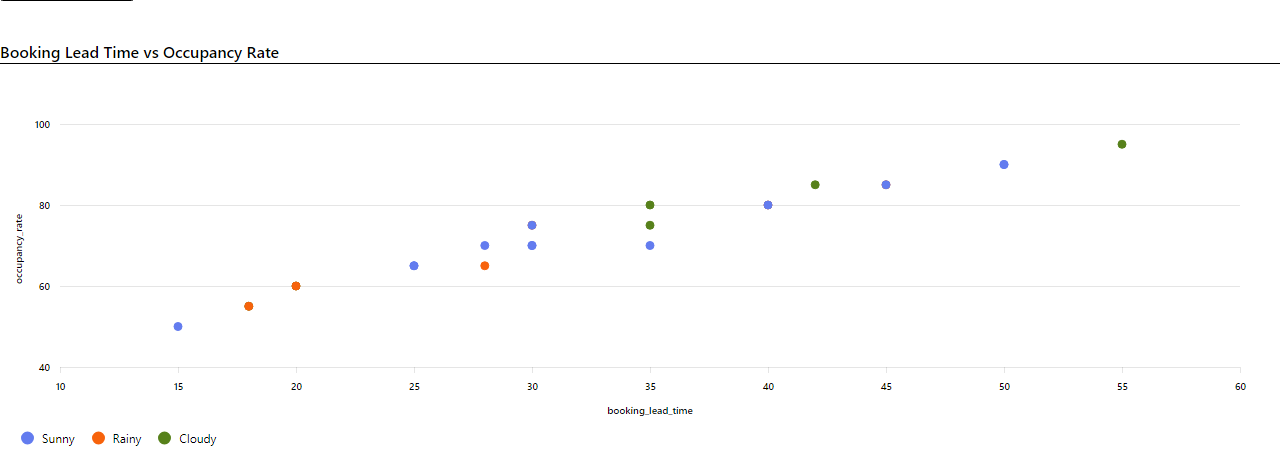 Booking Lead Time vs Occupancy Rate
100
80
60
40
occupancy_rate
10 15 20 25 30 35 40 45 50 55 60
booking_lead_time
Sunny Rainy Cloudy